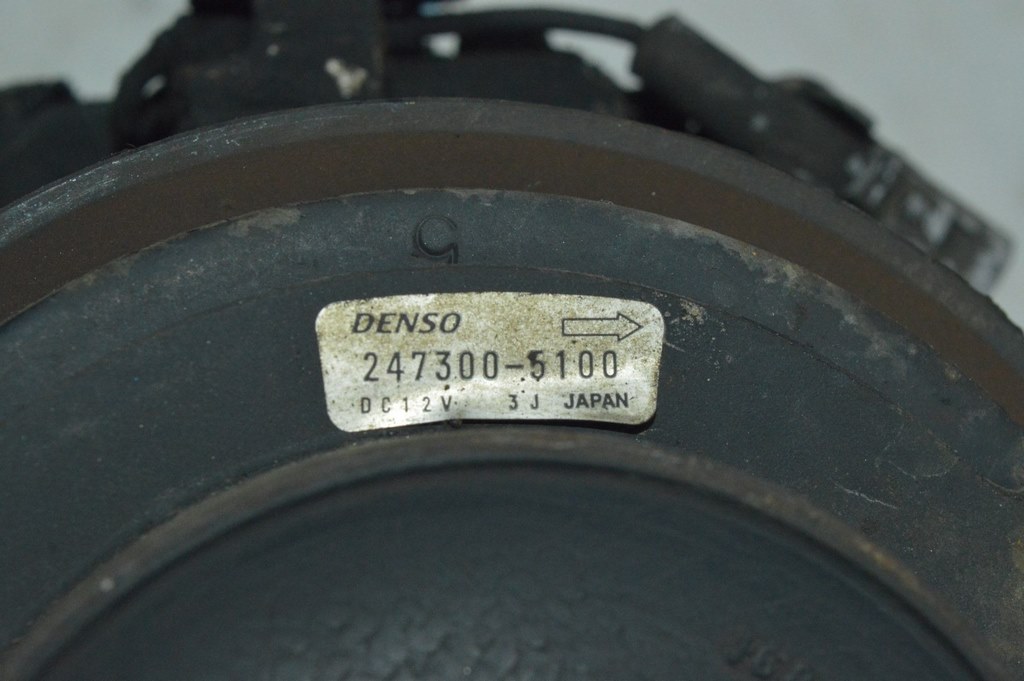 DENSO
247300-5100
DC12V 3J JAPAN